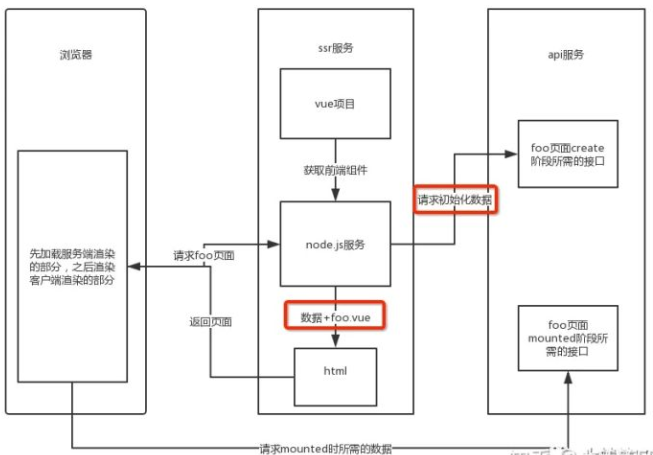 浏览器
ssr服务
api服务
vue项目
foo页面create
阶段所需的接口
获取前端组件
请求初始化数据
先加载服务端渲染
的部分，之后渲染
客户端渲染的部分
请求foo页面
node.js服务
返回页面
数据+foo.vue
foo页面
mounted阶段所
需的接口
html
请求mounted时所需的数据